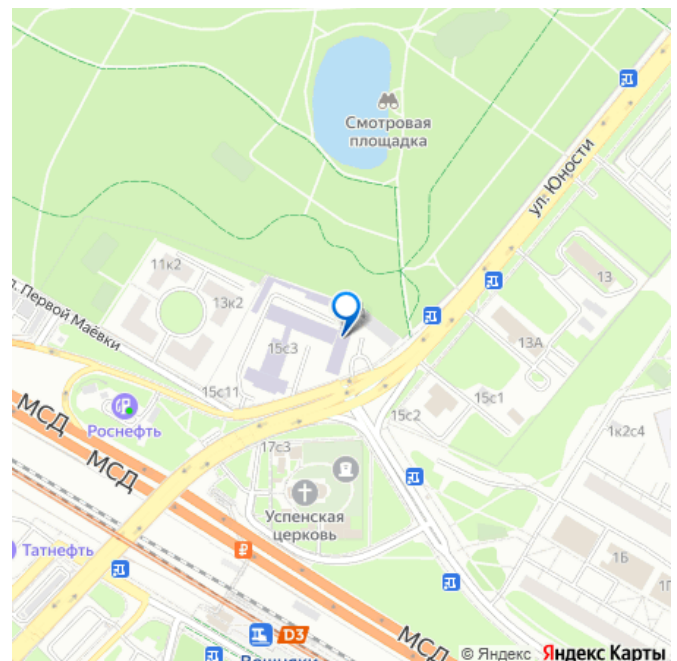 Смотровая
площадка
ул. Юности
11к2
13к2
13
л. Первой Маёвки
15с3
13А
15с11
15с2
15с1
Роснефть
МСД
МСД
17с3
1к2с4
Успенская
церковь
Татнефть
1Б
₽
D3
МСД
© Яндекс Яндекс Карты